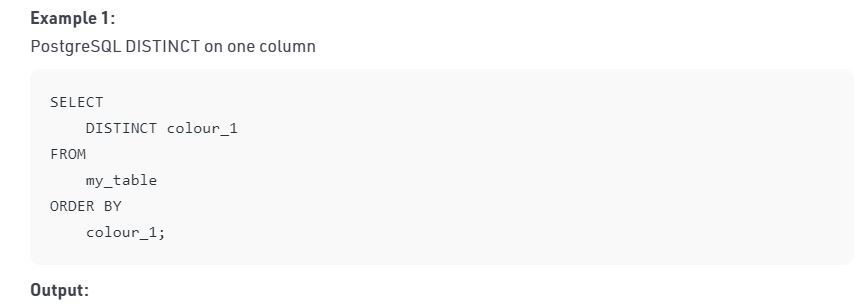 Example 1:
PostgreSQL DISTINCT on one column
SELECT
    DISTINCT colour_1
FROM
    my_table
ORDER BY
    colour_1;
Output: